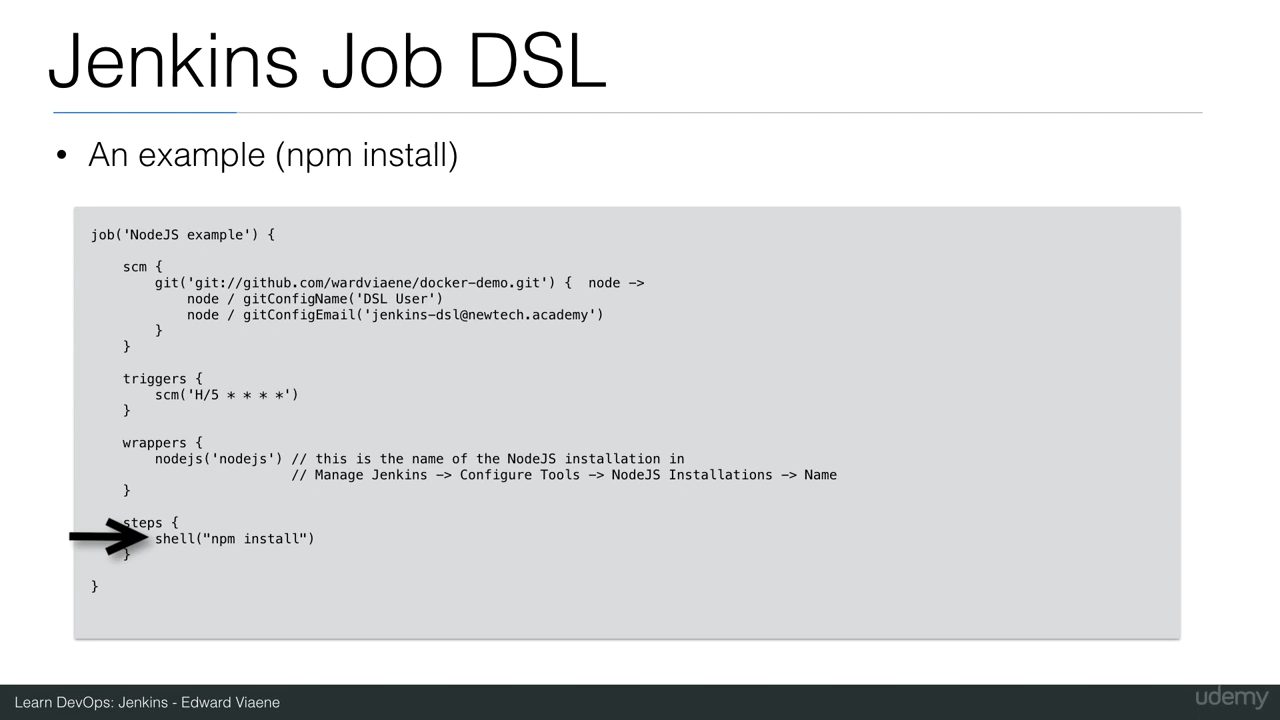 Jenkins Job DSL
• An example (npm install)
job('NodeJS example') {
    scm {
        git('git://github.com/wardviaene/docker-demo.git') {  node ->
            node / gitConfigName('DSL User')
            node / gitConfigEmail('jenkins-dsl@newtech.academy')
        }
    }
    triggers {
        scm('H/5 * * * *')
    }
    wrappers {
        nodejs('nodejs') // this is the name of the NodeJS installation in
                         // Manage Jenkins -> Configure Tools -> NodeJS Installations -> Name
    }
    steps {
        shell("npm install")
    }
}
Learn DevOps: Jenkins - Edward Viaene
udemy